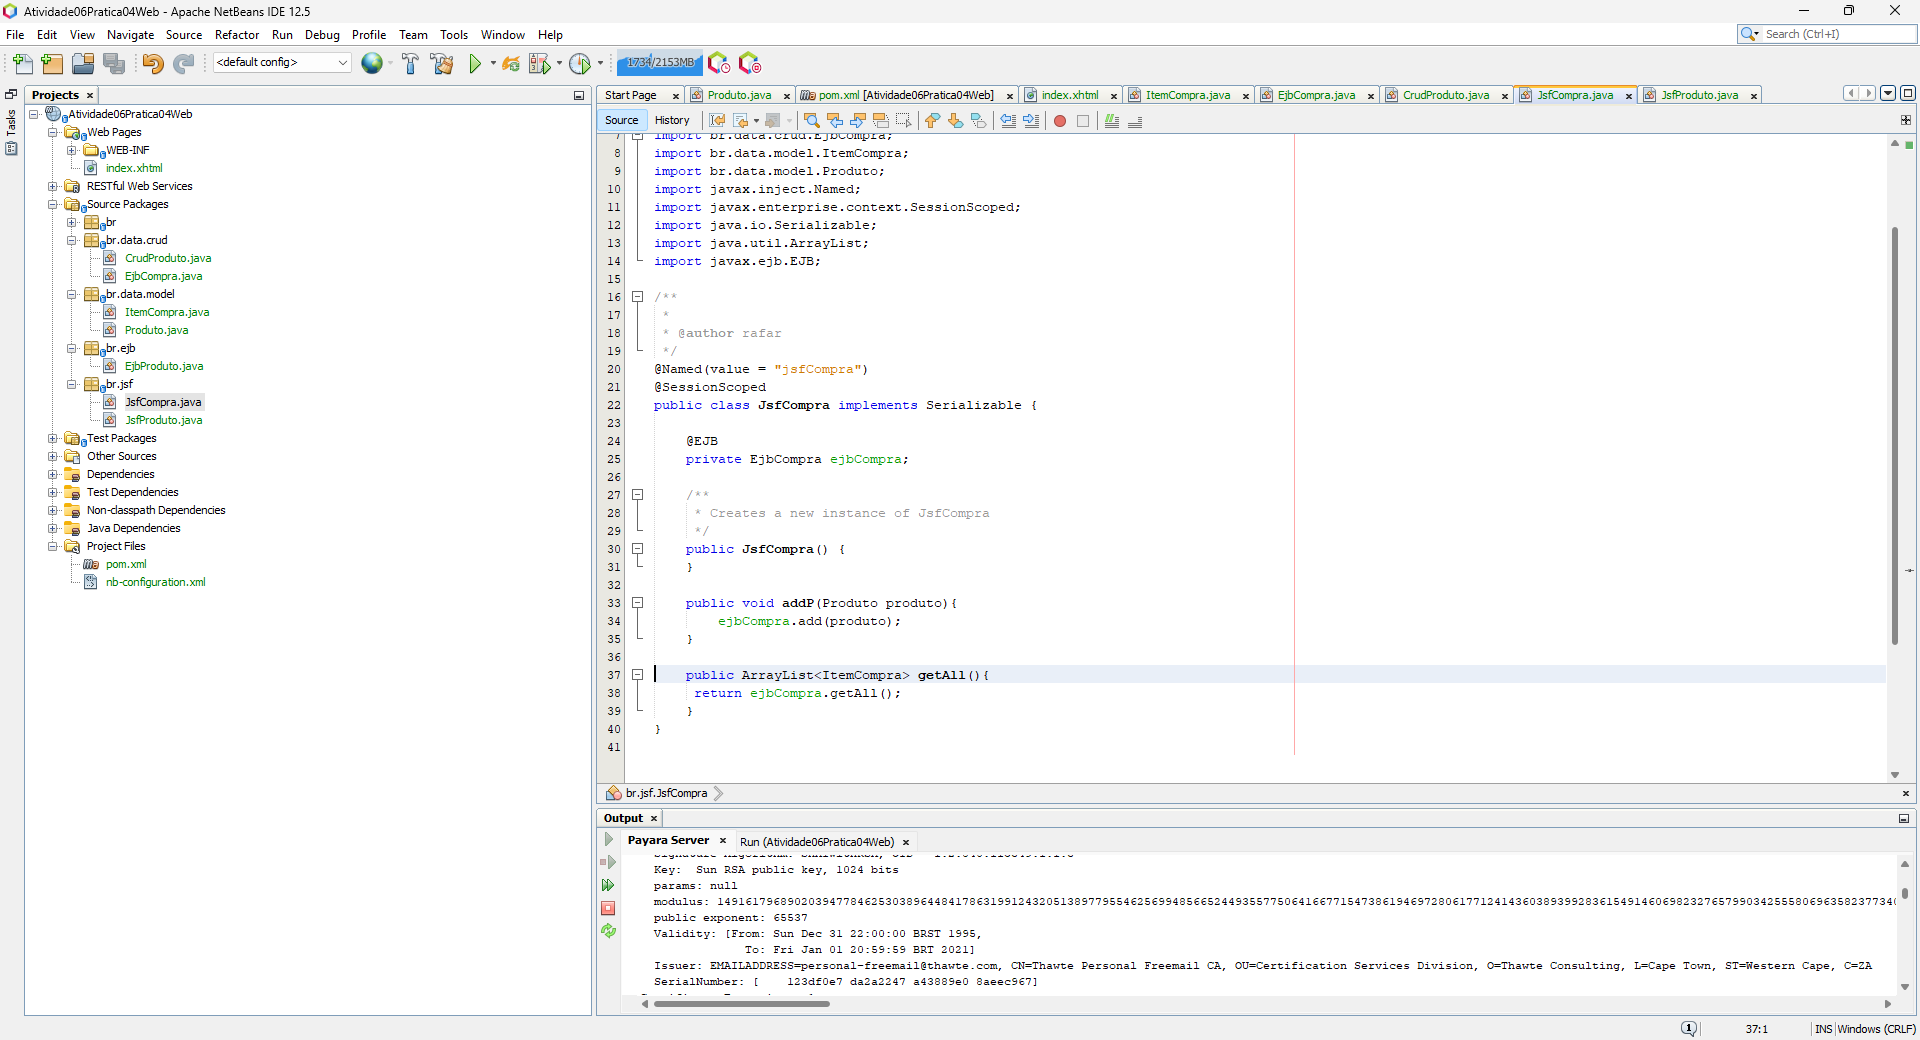 Atividade06Pratica04Web - Apache NetBeans IDE 12.5
File Edit View Navigate Source Refactor Run Debug Profile Team Tools Window Help
Search (Ctrl+I)
<default config>
1734/2153MB
Tasks
Projects
Atividade06Pratica04Web
Web Pages
WEB-INF
index.xhtml
RESTful Web Services
Source Packages
br
br.data.crud
CrudProduto.java
EjbCompra.java
br.data.model
ItemCompra.java
Produto.java
br.ejb
EjbProduto.java
br.jsf
JsfCompra.java
JsfProduto.java
Test Packages
Other Sources
Dependencies
Test Dependencies
Non-classpath Dependencies
Java Dependencies
Project Files
pom.xml
nb-configuration.xml
Start Page Produto.java pom.xml [Atividade06Pratica04Web] index.xhtml ItemCompra.java EjbCompra.java CrudProduto.java JsfCompra.java JsfProduto.java
Source History
7 import br.data.crud.EjbCompra;
8 import br.data.model.ItemCompra;
9 import br.data.model.Produto;
10 import javax.inject.Named;
11 import javax.enterprise.context.SessionScoped;
12 import java.io.Serializable;
13 import java.util.ArrayList;
14 import javax.ejb.EJB;
15
16 /**
17 *
18 * @author rafar
19 */
20 @Named(value = "jsfCompra")
21 @SessionScoped
22 public class JsfCompra implements Serializable {
23
24 @EJB
25 private EjbCompra ejbCompra;
26
27 /**
28 * Creates a new instance of JsfCompra
29 */
30 public JsfCompra() {
31 }
32
33 public void addP(Produto produto){
34 ejbCompra.add(produto);
35 }
36
37 public ArrayList<ItemCompra> getAll(){
38 return ejbCompra.getAll();
39 }
40 }
41
br.jsf.JsfCompra
Output
Payara Server Run (Atividade06Pratica04Web)
Key: Sun RSA public key, 1024 bits
params: null
public exponent: 65537
Validity: [From: Sun Dec 31 22:00:00 BRST 1995,
To: Fri Jan 01 20:59:59 BRT 2021]
Issuer: EMAILADDRESS=personal-freemail@thawte.com, CN=Thawte Personal Freemail CA, OU=Certification Services Division, O=Thawte Consulting, L=Cape Town, ST=Western Cape, C=ZA
SerialNumber: [ 123df0e7 da2a2247 a43889e0 8aeec967]
1 37:1 INS Windows (CRLF)